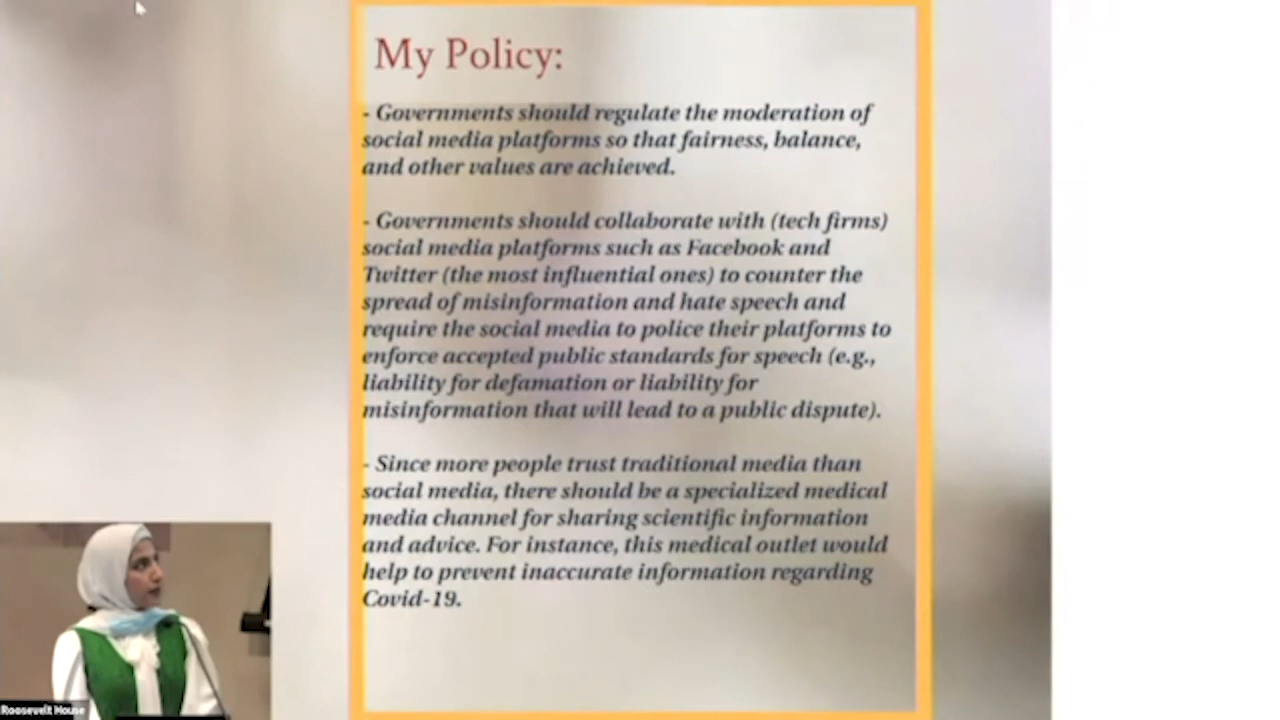 My Policy:
- Governments should regulate the moderation of
social media platforms so that fairness, balance,
and other values are achieved.
- Governments should collaborate with (tech firms)
social media platforms such as Facebook and
Twitter (the most influential ones) to counter the
spread of misinformation and hate speech and
require the social media to police their platforms to
enforce accepted public standards for speech (e.g.,
liability for defamation or liability for
misinformation that will lead to a public dispute).
- Since more people trust traditional media than
social media, there should be a specialized medical
media channel for sharing scientific information
and advice. For instance, this medical outlet would
help to prevent inaccurate information regarding
Covid-19.
Roosevelt House